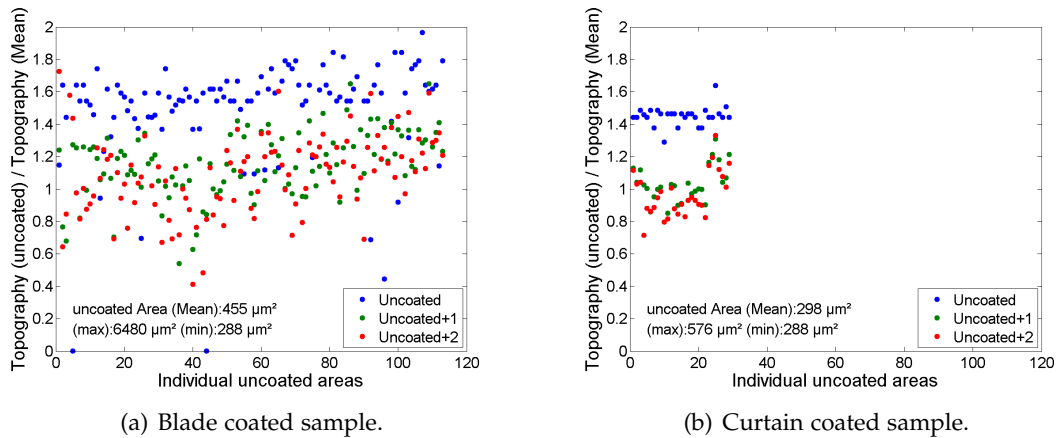 Topography (uncoated) / Topography (Mean)
2
1.8
1.6
1.4
1.2
1
0.8
0.6
0.4
0.2
0
0 20 40 60 80 100 120
Individual uncoated areas
uncoated Area (Mean):455 µm²
(max):6480 µm² (min):288 µm²
Uncoated
Uncoated+1
Uncoated+2
(a) Blade coated sample.
Topography (uncoated) / Topography (Mean)
2
1.8
1.6
1.4
1.2
1
0.8
0.6
0.4
0.2
0
0 20 40 60 80 100 120
Individual uncoated areas
uncoated Area (Mean):298 µm²
(max):576 µm² (min):288 µm²
Uncoated
Uncoated+1
Uncoated+2
(b) Curtain coated sample.